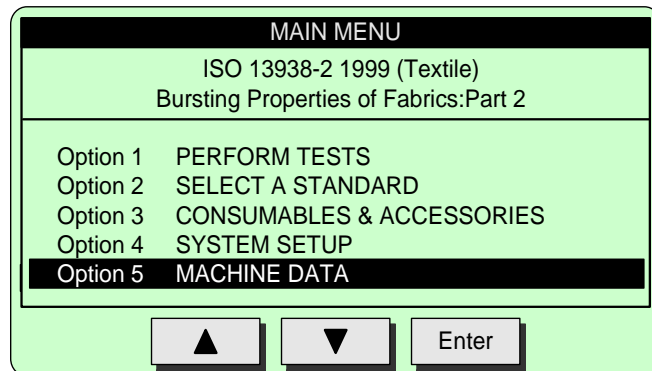 MAIN MENU
ISO 13938-2 1999 (Textile)
Bursting Properties of Fabrics:Part 2
Option 1 PERFORM TESTS
Option 2 SELECT A STANDARD
Option 3 CONSUMABLES & ACCESSORIES
Option 4 SYSTEM SETUP
Option 5 MACHINE DATA
▲ ▼ Enter